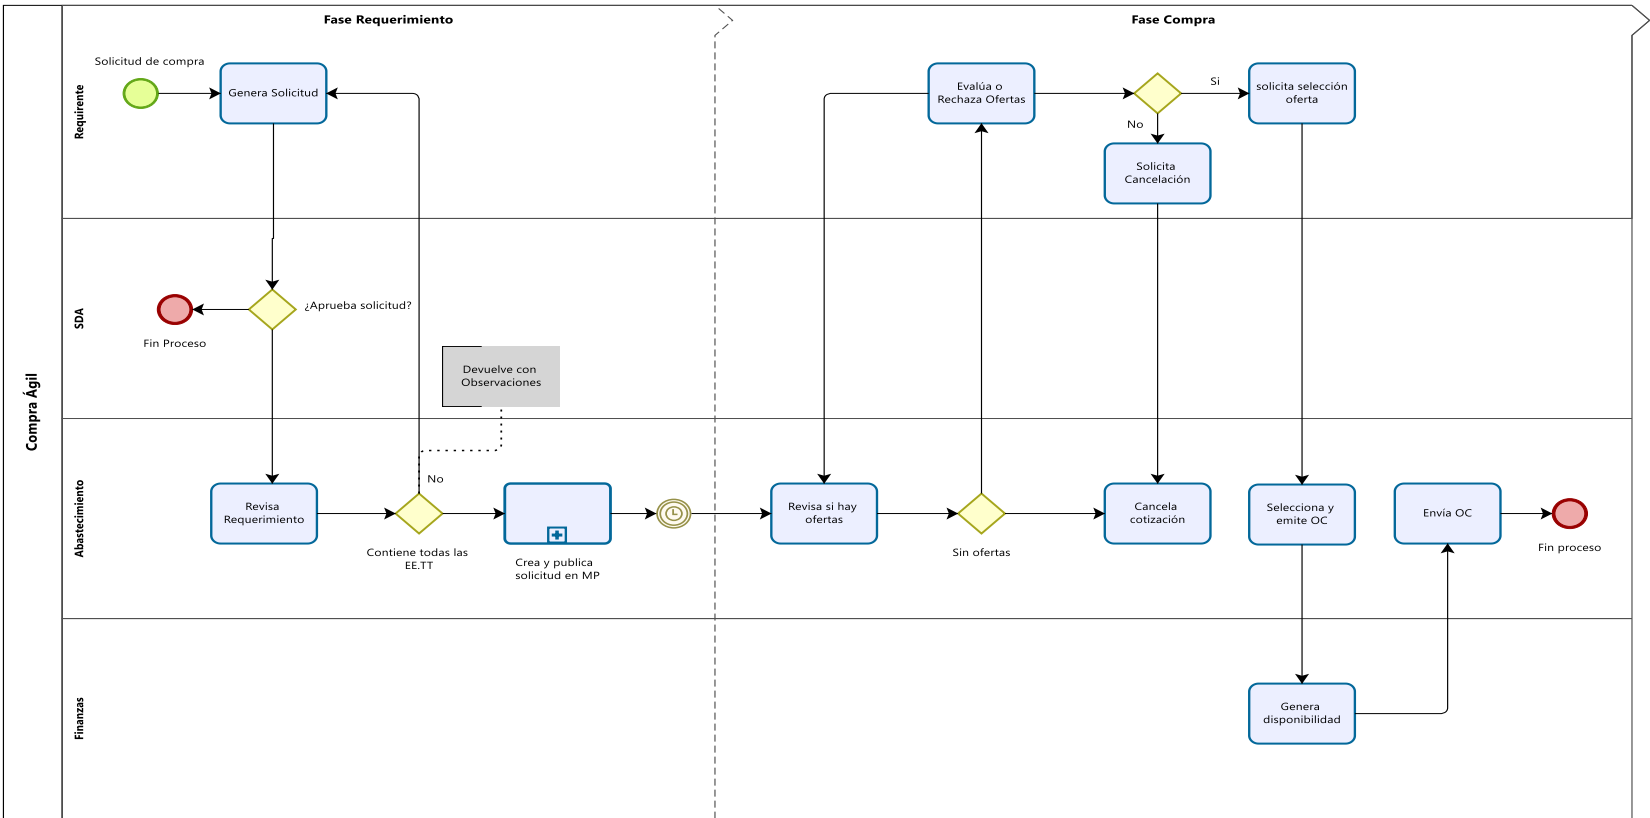 Fase Requerimiento
Fase Compra
Compra Ágil
Requirente
Solicitud de compra
Genera Solicitud
Evalúa o
Rechaza Ofertas
Si
solicita selección
oferta
No
Solicita
Cancelación
SDA
¿Aprueba solicitud?
Fin Proceso
Devuelve con
Observaciones
Abastecimiento
Revisa
Requerimiento
No
Contiene todas las
EE.TT
Crea y publica
solicitud en MP
Revisa si hay
ofertas
Sin ofertas
Cancela
cotización
Selecciona y
emite OC
Envía OC
Fin proceso
Finanzas
Genera
disponibilidad